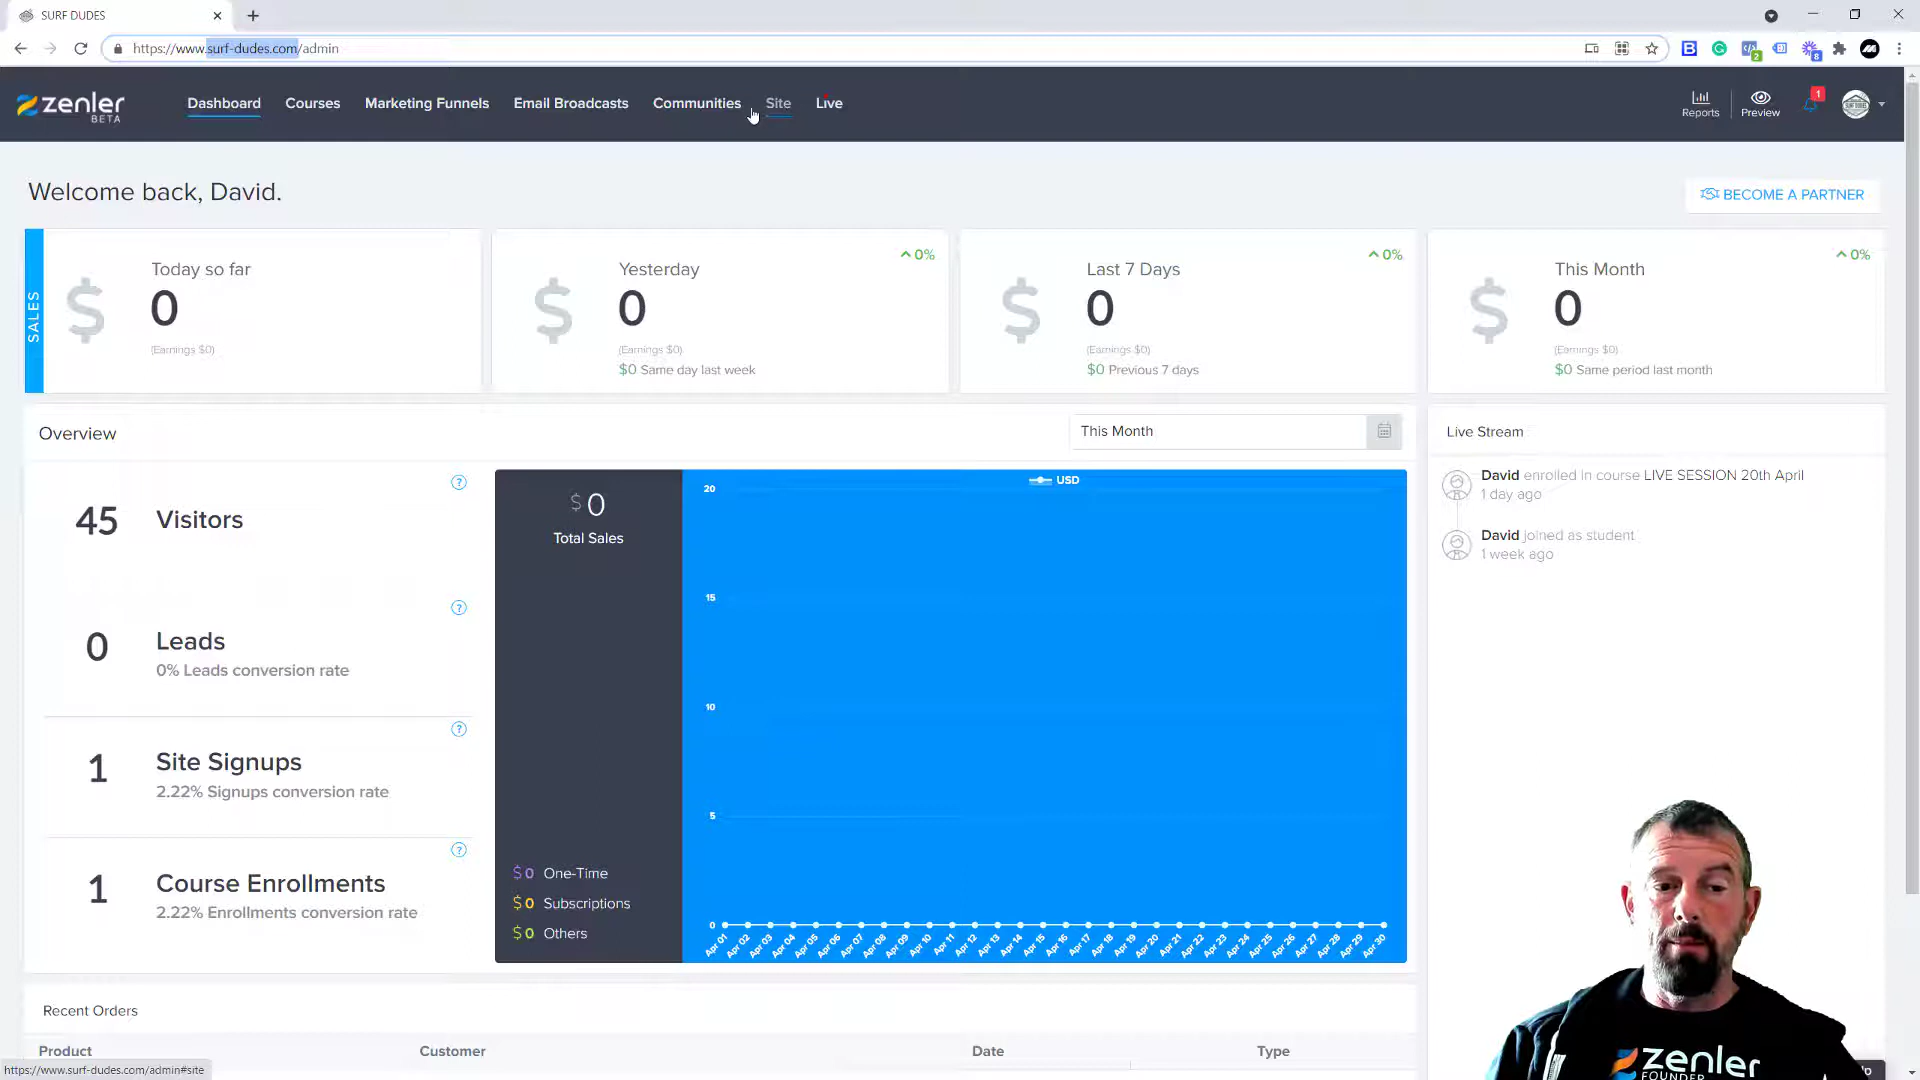 SURF DUDES
https://www.surf-dudes.com/admin
2
8
zenler
BETA
Dashboard
Courses
Marketing Funnels
Email Broadcasts
Communities
Site
Live
Reports
Preview
1
Welcome back, David.
BECOME A PARTNER
SALES
$
Today so far
0
(Earnings $0)
$
Yesterday
0
(Earnings $0)
$0 Same day last week
0%
$
Last 7 Days
0
(Earnings $0)
$0 Previous 7 days
0%
$
This Month
0
(Earnings $0)
$0 Same period last month
0%
Overview
This Month
45 Visitors
?
0 Leads
0% Leads conversion rate
?
1 Site Signups
2.22% Signups conversion rate
?
1 Course Enrollments
2.22% Enrollments conversion rate
?
$ 0
Total Sales
$0 One-Time
$0 Subscriptions
$0 Others
USD
20
15
10
5
0
Apr 01
Apr 02
Apr 03
Apr 04
Apr 05
Apr 06
Apr 07
Apr 08
Apr 09
Apr 10
Apr 11
Apr 12
Apr 13
Apr 14
Apr 15
Apr 16
Apr 17
Apr 18
Apr 19
Apr 20
Apr 21
Apr 22
Apr 23
Apr 24
Apr 25
Apr 26
Apr 27
Apr 28
Apr 29
Apr 30
Live Stream
David enrolled in course LIVE SESSION 20th April
1 day ago
David joined as student
1 week ago
Recent Orders
Product
Customer
Date
Type
https://www.surf-dudes.com/admin#site
zenler
FOUNDER